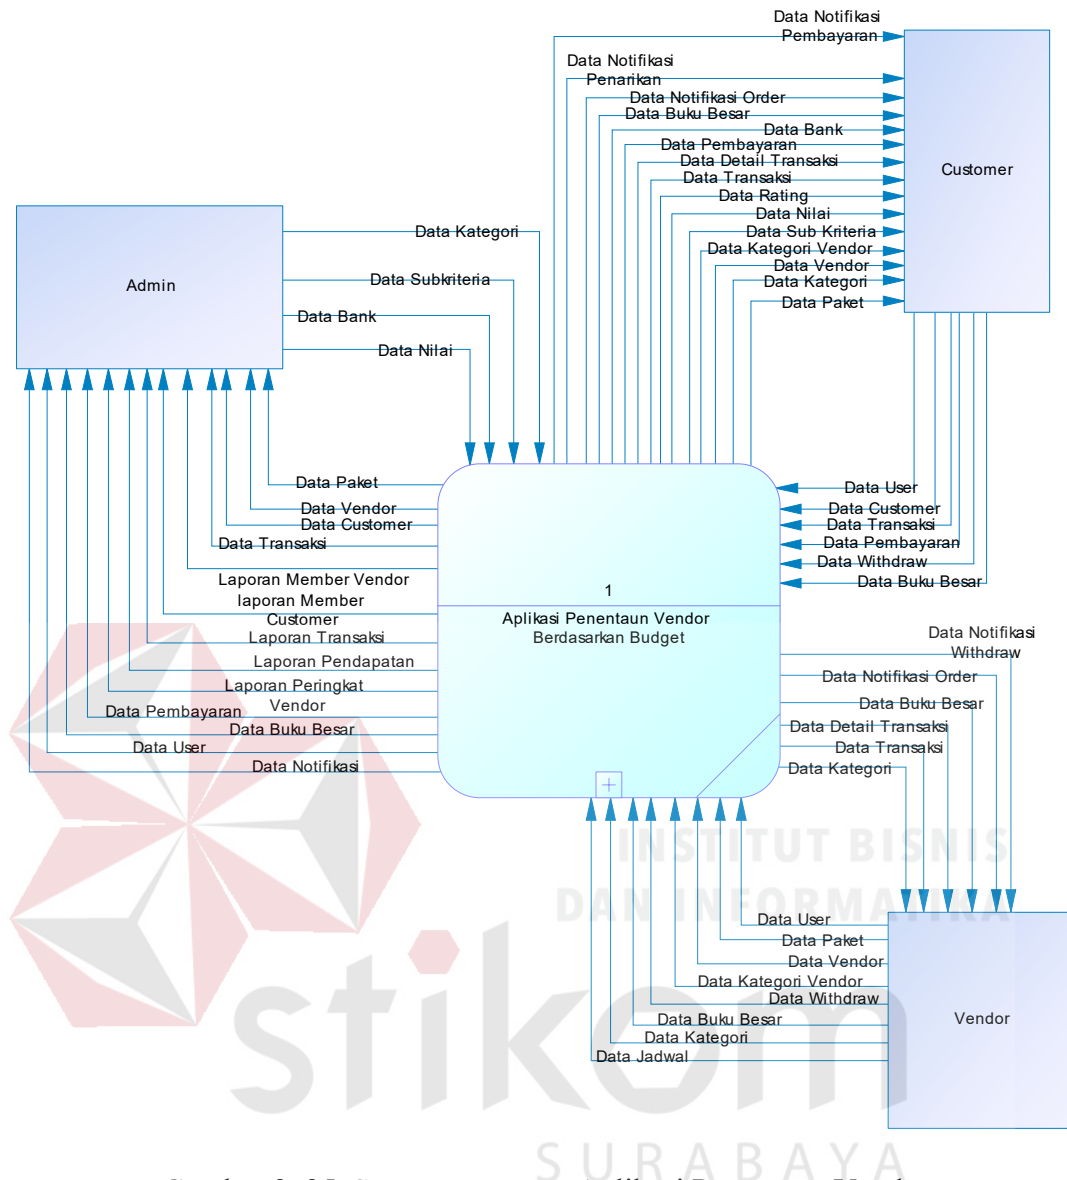 Data Notifikasi
Pembayaran
Data Notifikasi
Penarikan
Data Notifikasi Order
Data Buku Besar
Data Bank
Data Pembayaran
Data Detail Transaksi
Data Transaksi
Data Rating
Data Nilai
Data Sub Kriteria
Data Kategori Vendor
Data Vendor
Data Kategori
Data Paket
Customer
Admin
Data Kategori
Data Subkriteria
Data Bank
Data Nilai
Data Paket
Data Vendor
Data Customer
Data Transaksi
Laporan Member Vendor
laporan Member
Customer
Laporan Transaksi
Laporan Pendapatan
Laporan Peringkat
Vendor
Data Pembayaran
Data Buku Besar
Data User
Data Notifikasi
1
Aplikasi Penentaun Vendor
Berdasarkan Budget
Data User
Data Customer
Data Transaksi
Data Pembayaran
Data Withdraw
Data Buku Besar
Data Notifikasi
Withdraw
Data Notifikasi Order
Data Buku Besar
Data Detail Transaksi
Data Transaksi
Data Kategori
INSTITUT BISNIS
DAN INFORMATIKA
Data User
Data Paket
Data Vendor
Data Kategori Vendor
Data Withdraw
Data Buku Besar
Data Kategori
Data Jadwal
Vendor
stikom
SURABAYA